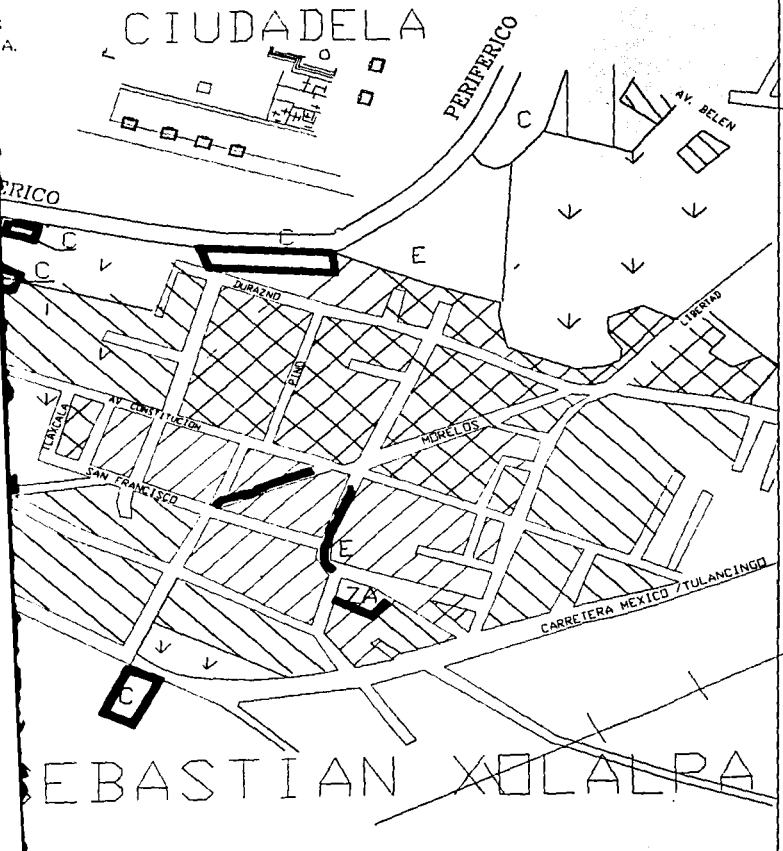 CIUDADELA
A.
PERIFERICO
C
AV. BELEN
ERICO
C
C
E
C
DURAZNO
LIBERTAD
PINO
AV CONSTITUCION
TLAXCALA
MORELOS
SAN FRANCISCO
E
7A
CARRETERA MEXICO /TULANCINGO
C
EBASTIAN XOLALPA